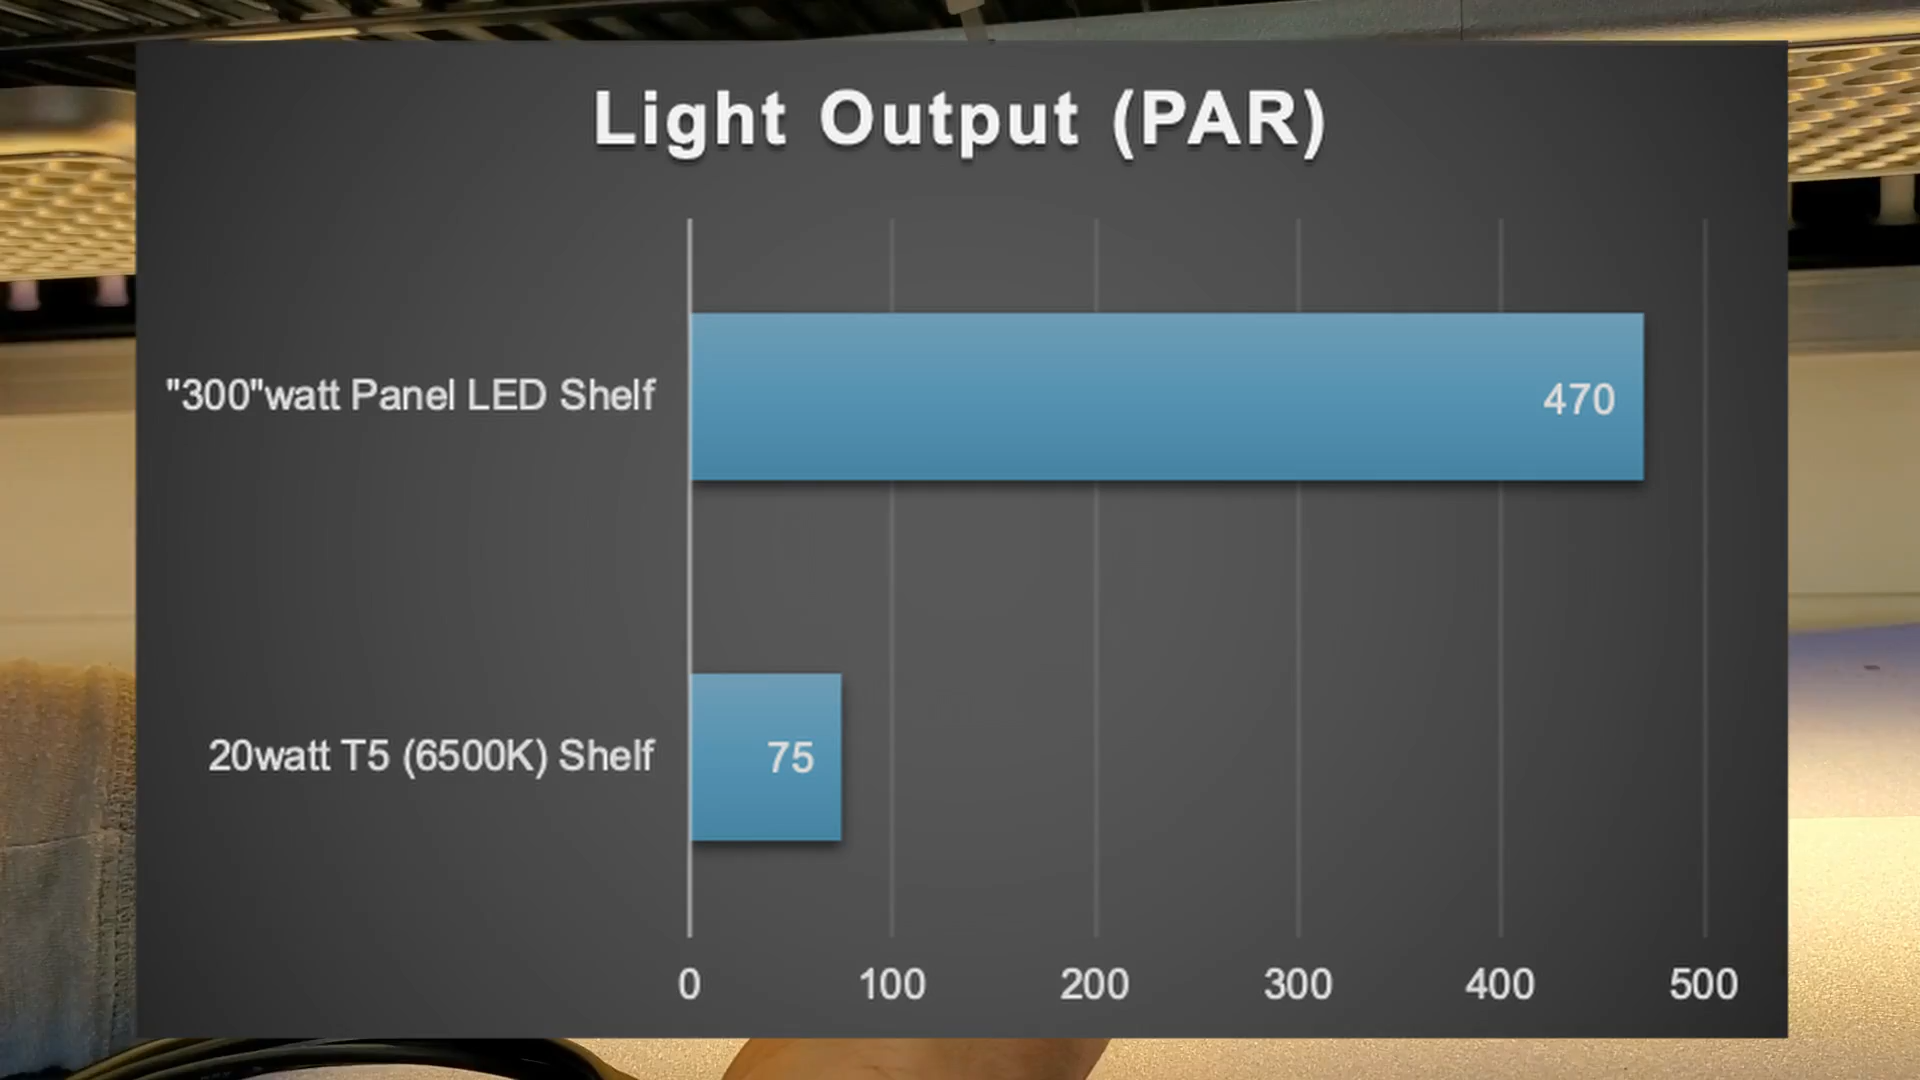 Light Output (PAR)
"300"watt Panel LED Shelf
470
20watt T5 (6500K) Shelf
75
0 100 200 300 400 500